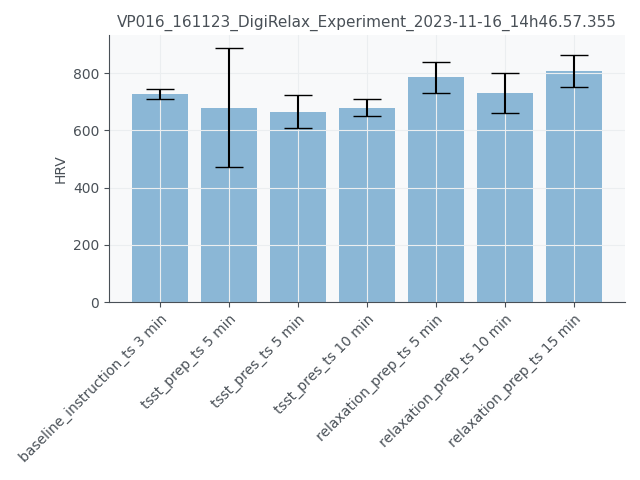 VP016_161123_DigiRelax_Experiment_2023-11-16_14h46.57.355
HRV
800
600
400
200
0
baseline_instruction_ts 3 min
tsst_prep_ts 5 min
tsst_pres_ts 5 min
tsst_pres_ts 10 min
relaxation_prep_ts 5 min
relaxation_prep_ts 10 min
relaxation_prep_ts 15 min